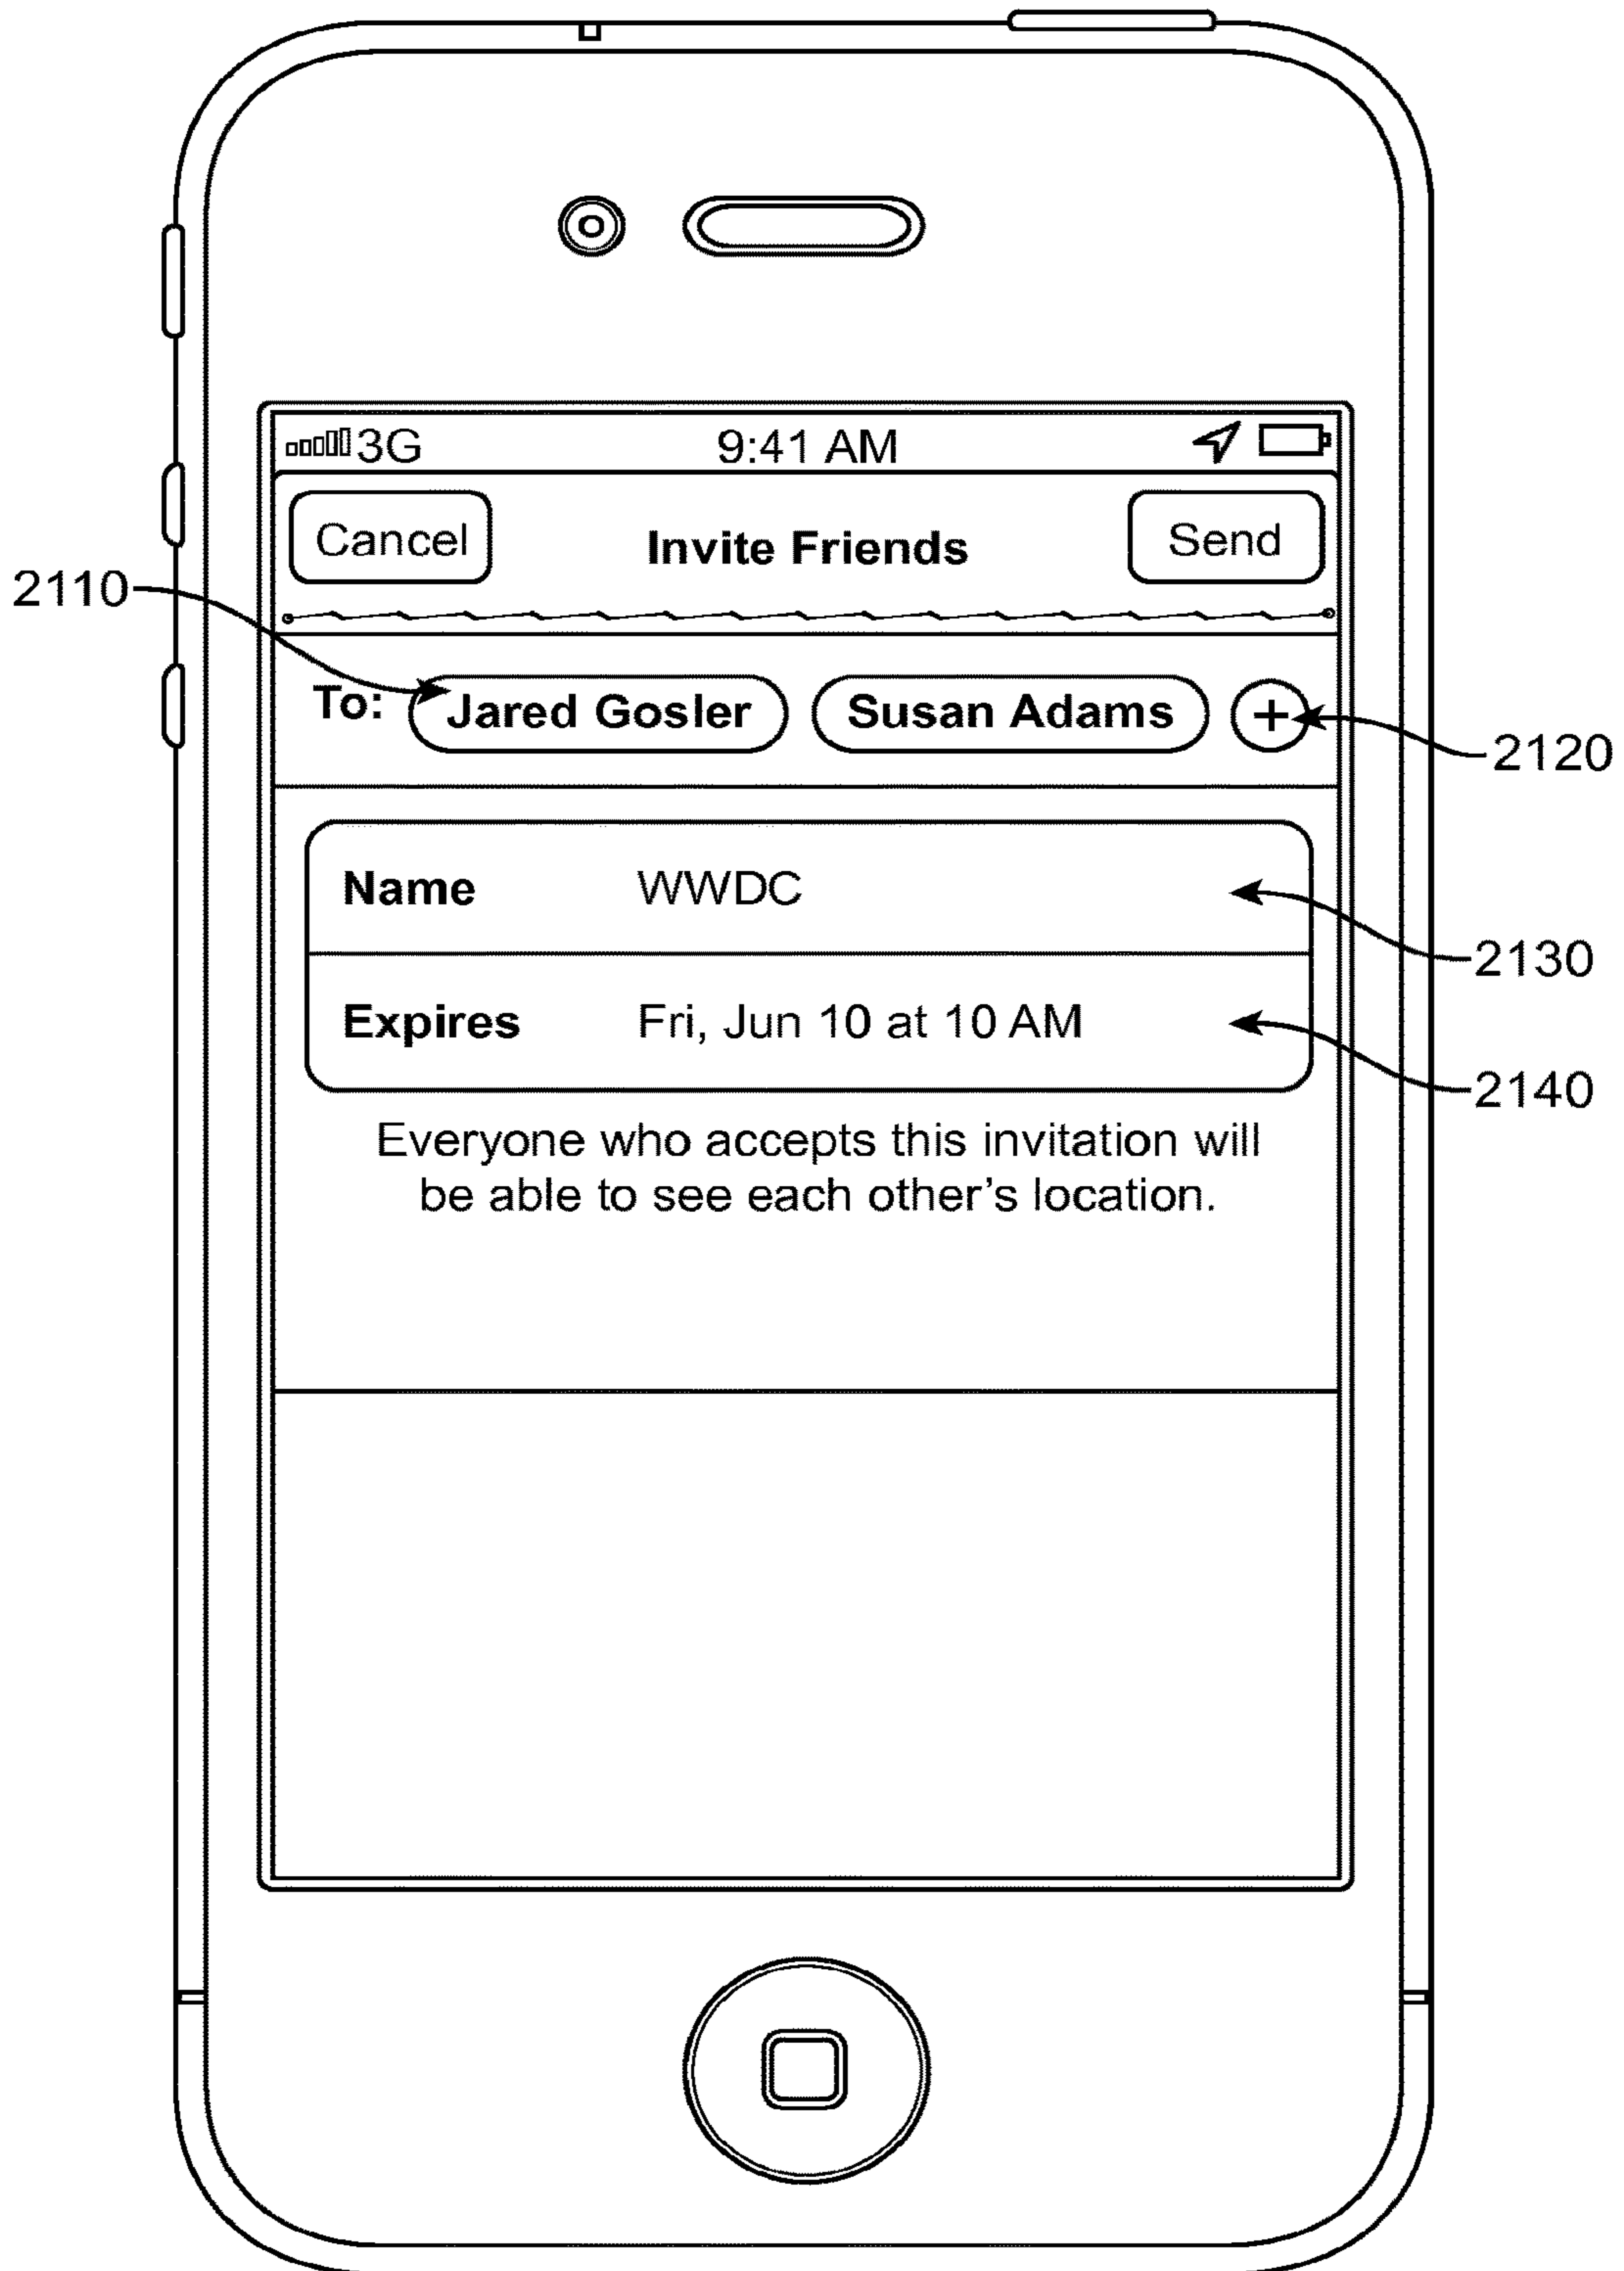 3G 9:41 AM
Cancel Invite Friends Send
2110
To: Jared Gosler Susan Adams +
2120
Name WWDC
2130
Expires Fri, Jun 10 at 10 AM
2140
Everyone who accepts this invitation will
be able to see each other’s location.